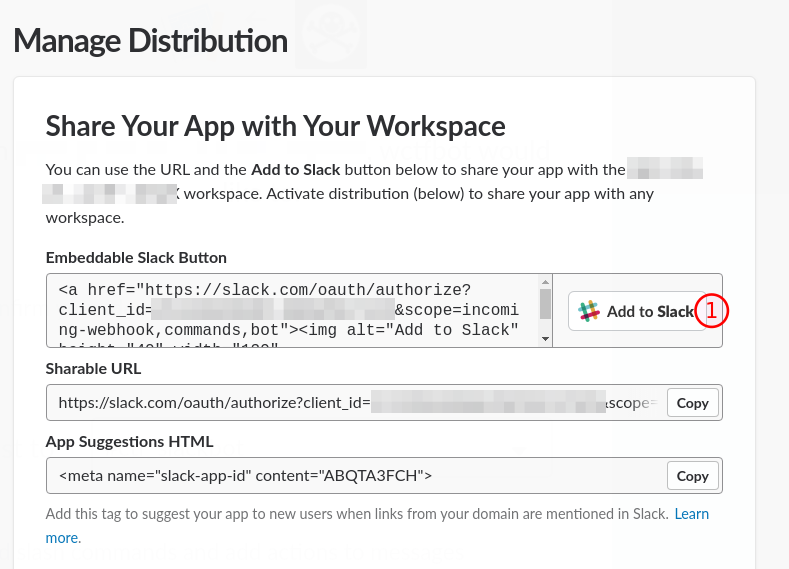 Manage Distribution
Share Your App with Your Workspace
You can use the URL and the Add to Slack button below to share your app with the
workspace. Activate distribution (below) to share your app with any
workspace.
Embeddable Slack Button
<a href="https://slack.com/oauth/authorize?
client_id= &scope=incomi
ng-webhook,commands,bot"><img alt="Add to Slack"
Add to Slack
1
Sharable URL
https://slack.com/oauth/authorize?client_id= &scope=
Copy
App Suggestions HTML
<meta name="slack-app-id" content="ABQTA3FCH">
Copy
Add this tag to suggest your app to new users when links from your domain are mentioned in Slack. Learn
more.